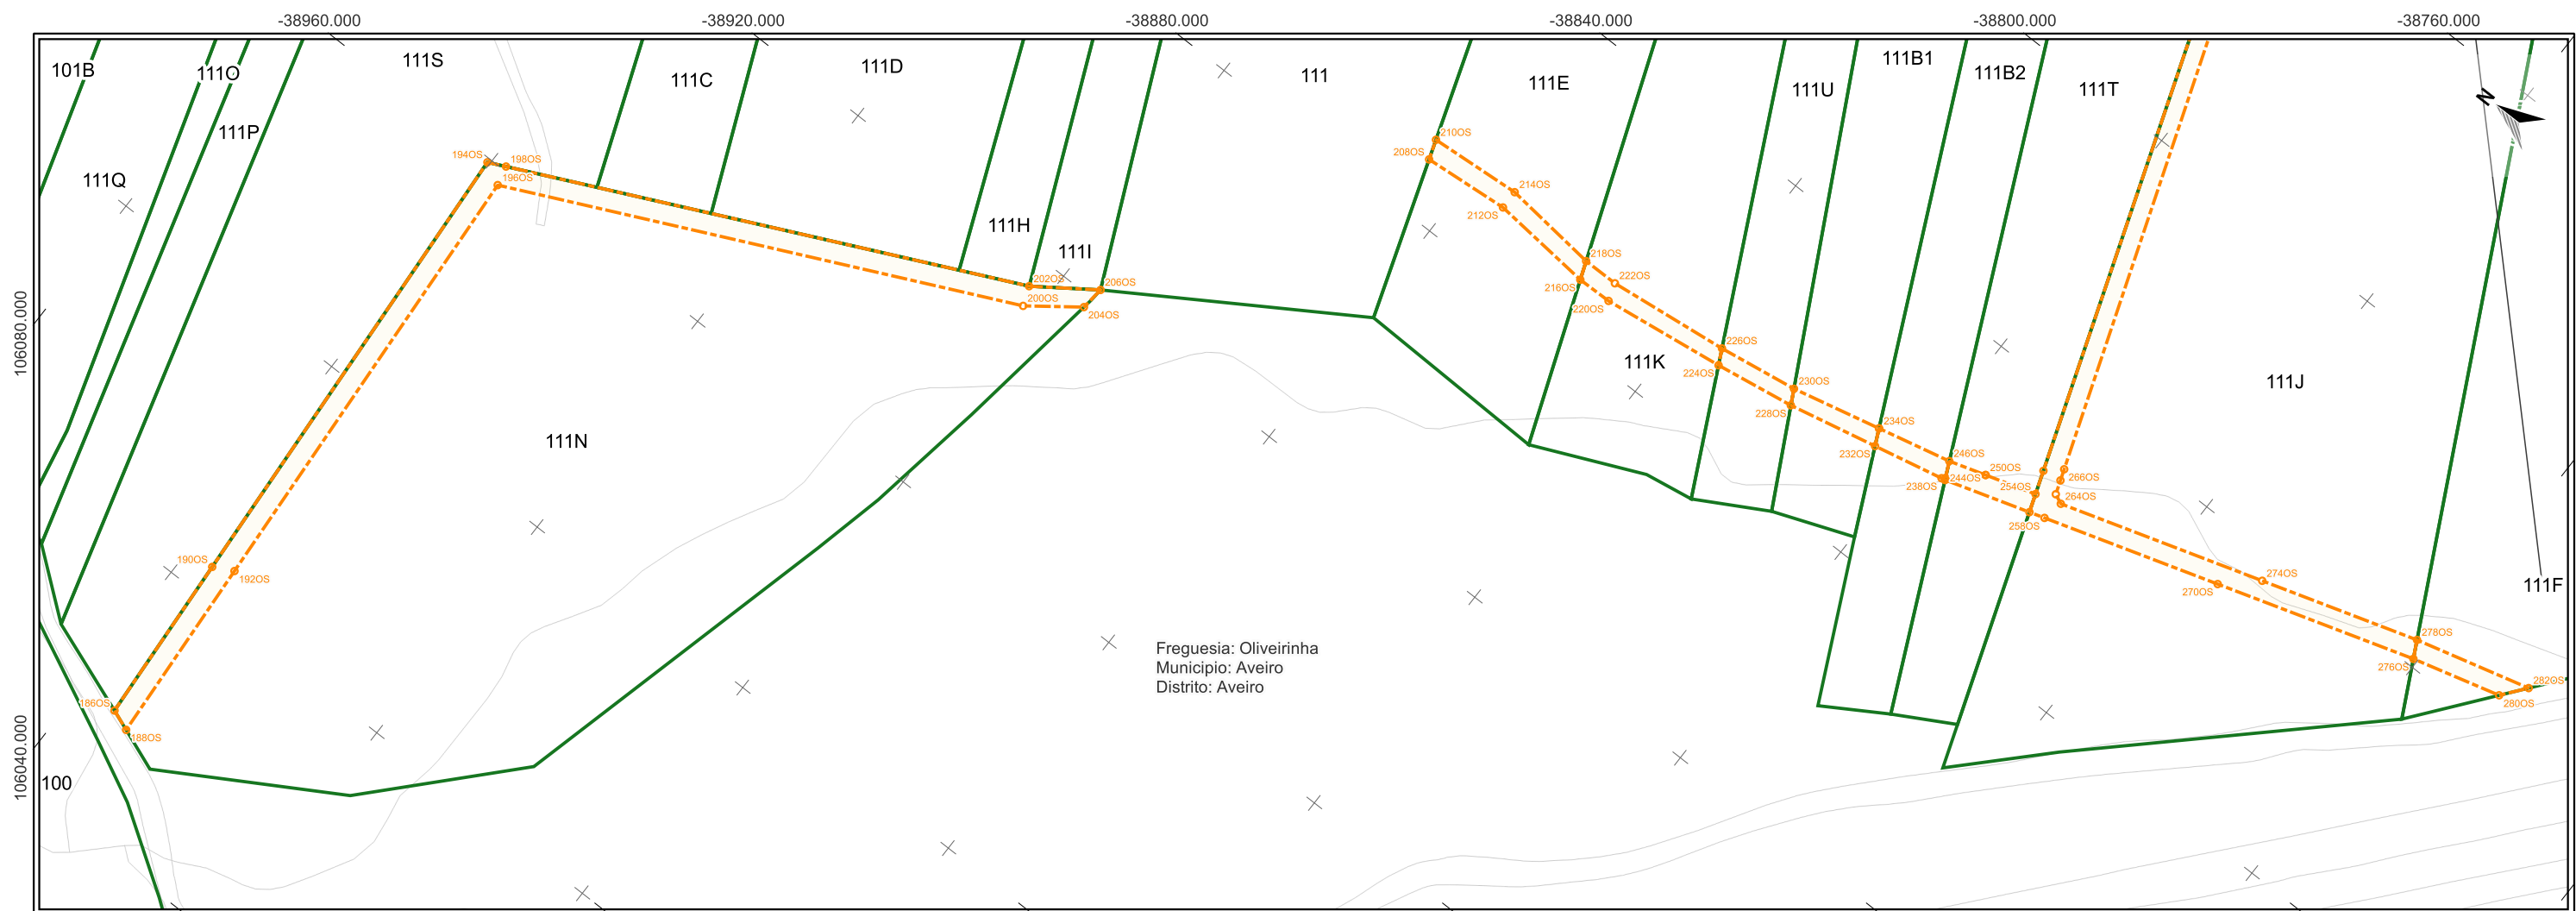 -38960.000
-38920.000
-38880.000
-38840.000
-38800.000
-38760.000
101B
111O
111P
111S
111C
111D
111
111E
111U
111B1
111B2
111T
N
111Q
194OS
198OS
196OS
210OS
208OS
214OS
212OS
111H
111I
218OS
216OS
222OS
220OS
202OS
206OS
200OS
204OS
106080.000
111K
226OS
224OS
230OS
228OS
111J
111N
234OS
232OS
246OS
250OS
238OS
244OS
254OS
266OS
264OS
258OS
190OS
192OS
274OS
270OS
111F
278OS
276OS
282OS
280OS
Freguesia: Oliveirinha
Municipio: Aveiro
Distrito: Aveiro
186OS
188OS
106040.000
100